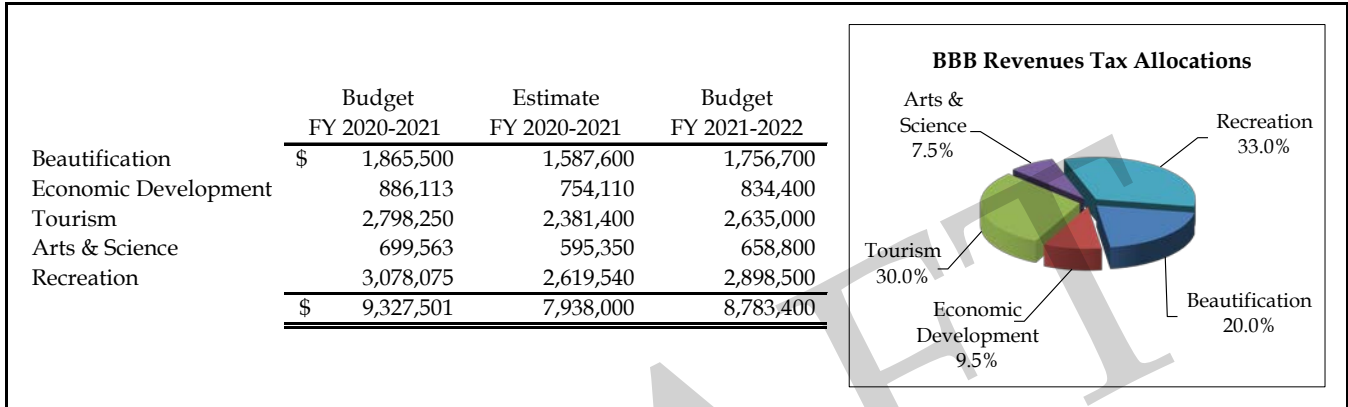 Budget Estimate Budget
FY 2020-2021 FY 2020-2021 FY 2021-2022
Beautification $ 1,865,500 1,587,600 1,756,700
Economic Development 886,113 754,110 834,400
Tourism 2,798,250 2,381,400 2,635,000
Arts & Science 699,563 595,350 658,800
Recreation 3,078,075 2,619,540 2,898,500
$ 9,327,501 7,938,000 8,783,400
BBB Revenues Tax Allocations
Arts &
Science
7.5%
Recreation
33.0%
Tourism
30.0%
Economic
Development
9.5%
Beautification
20.0%